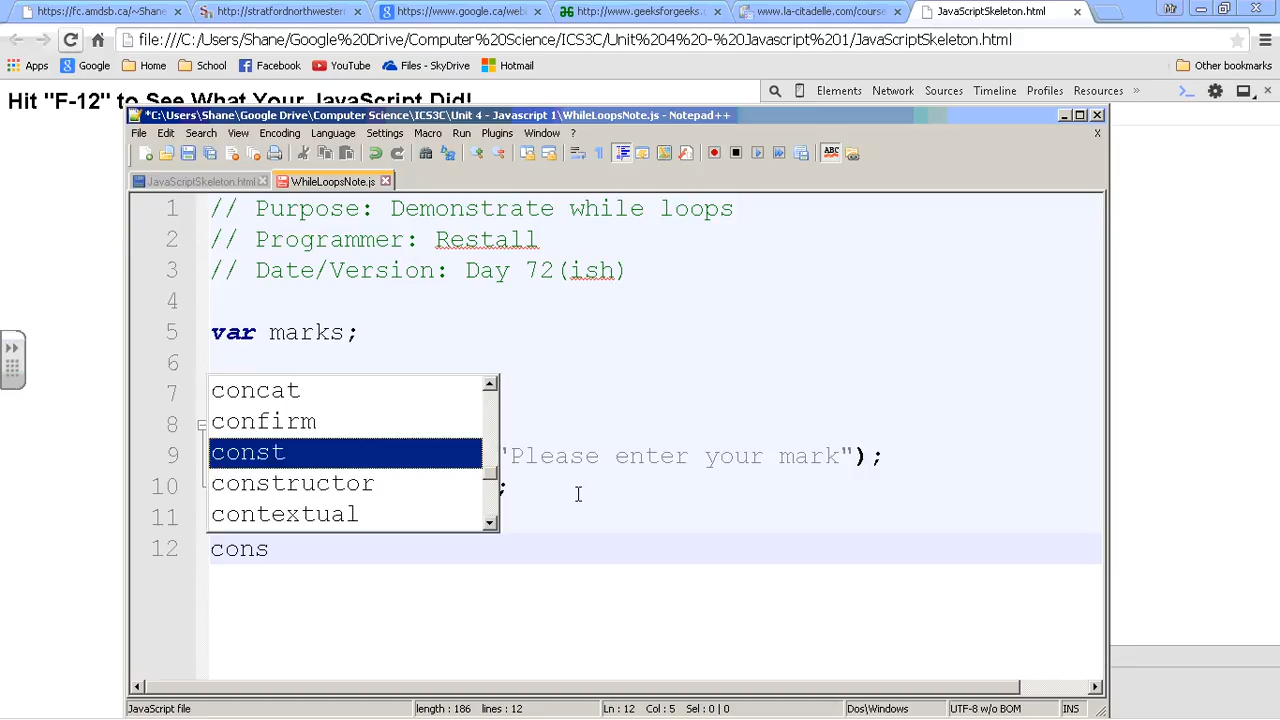 https://fc.amdsb.ca/~Shane
http://stratfordnorthwestern
https://www.google.ca/webl
http://www.geeksforgeeks.
www.la-citadelle.com/course
JavaScriptSkeleton.html
file:///C:/Users/Shane/Google%20Drive/Computer%20Science/ICS3C/Unit%204%20-%20Javascript%201/JavaScriptSkeleton.html
Apps Google Home School Facebook YouTube Files - SkyDrive Hotmail Other bookmarks
Hit "F-12" to See What Your JavaScript Did!
Elements Network Sources Timeline Profiles Resources »
*C:\Users\Shane\Google Drive\Computer Science\ICS3C\Unit 4 - Javascript 1\WhileLoopsNote.js - Notepad++
File Edit Search View Encoding Language Settings Macro Run Plugins Window ? X
ABC
JavaScriptSkeleton.html WhileLoopsNote.js
1 // Purpose: Demonstrate while loops
2 // Programmer: Restall
3 // Date/Version: Day 72(ish)
4
5 var marks;
6
7 concat
8 confirm
9 const "Please enter your mark");
10 constructor ;
11 contextual
12 cons
JavaScript file length : 186 lines : 12 Ln : 12 Col : 5 Sel : 0 | 0 Dos\Windows UTF-8 w/o BOM INS